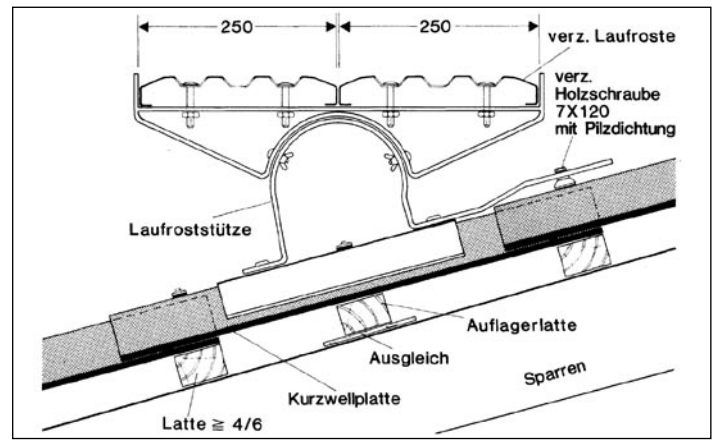 250
250
verz. Laufroste
verz.
Holzschraube
7X120
mit Pilzdichtung
Laufroststütze
Auflagerlatte
Ausgleich
Sparren
Kurzwellplatte
Latte ≧ 4/6